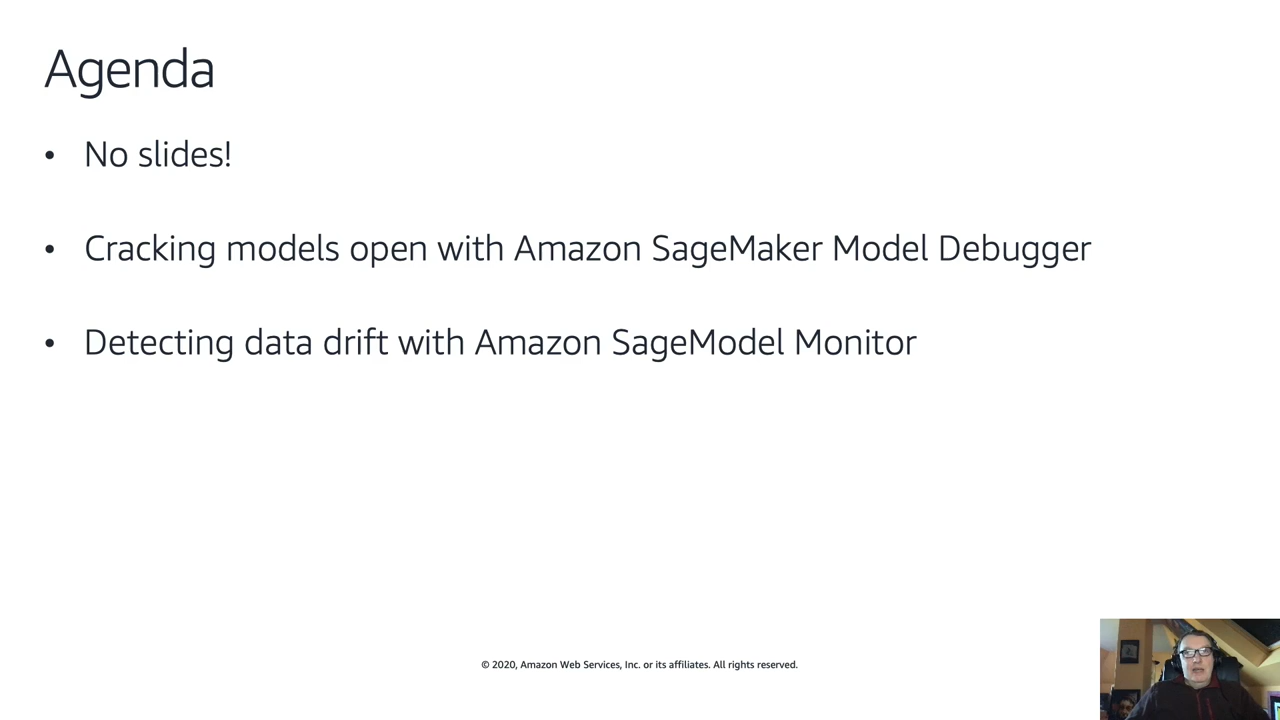 Agenda
• No slides!
• Cracking models open with Amazon SageMaker Model Debugger
• Detecting data drift with Amazon SageModel Monitor
© 2020, Amazon Web Services, Inc. or its affiliates. All rights reserved.